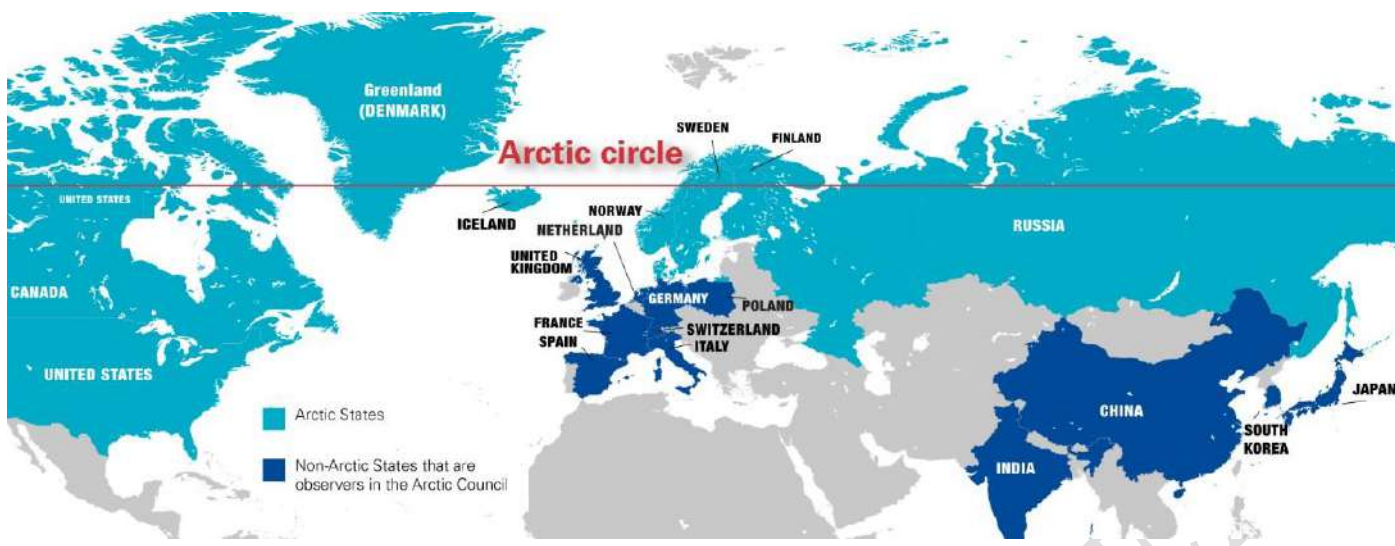 Greenland
(DENMARK)
SWEDEN
FINLAND
Arctic circle
UNITED STATES
ICELAND
NORWAY
NETHERLAND
RUSSIA
UNITED
KINGDOM
CANADA
GERMANY
POLAND
FRANCE
SWITZERLAND
SPAIN
ITALY
UNITED STATES
JAPAN
CHINA
Arctic States
SOUTH
KOREA
Non-Arctic States that are
observers in the Arctic Council
INDIA